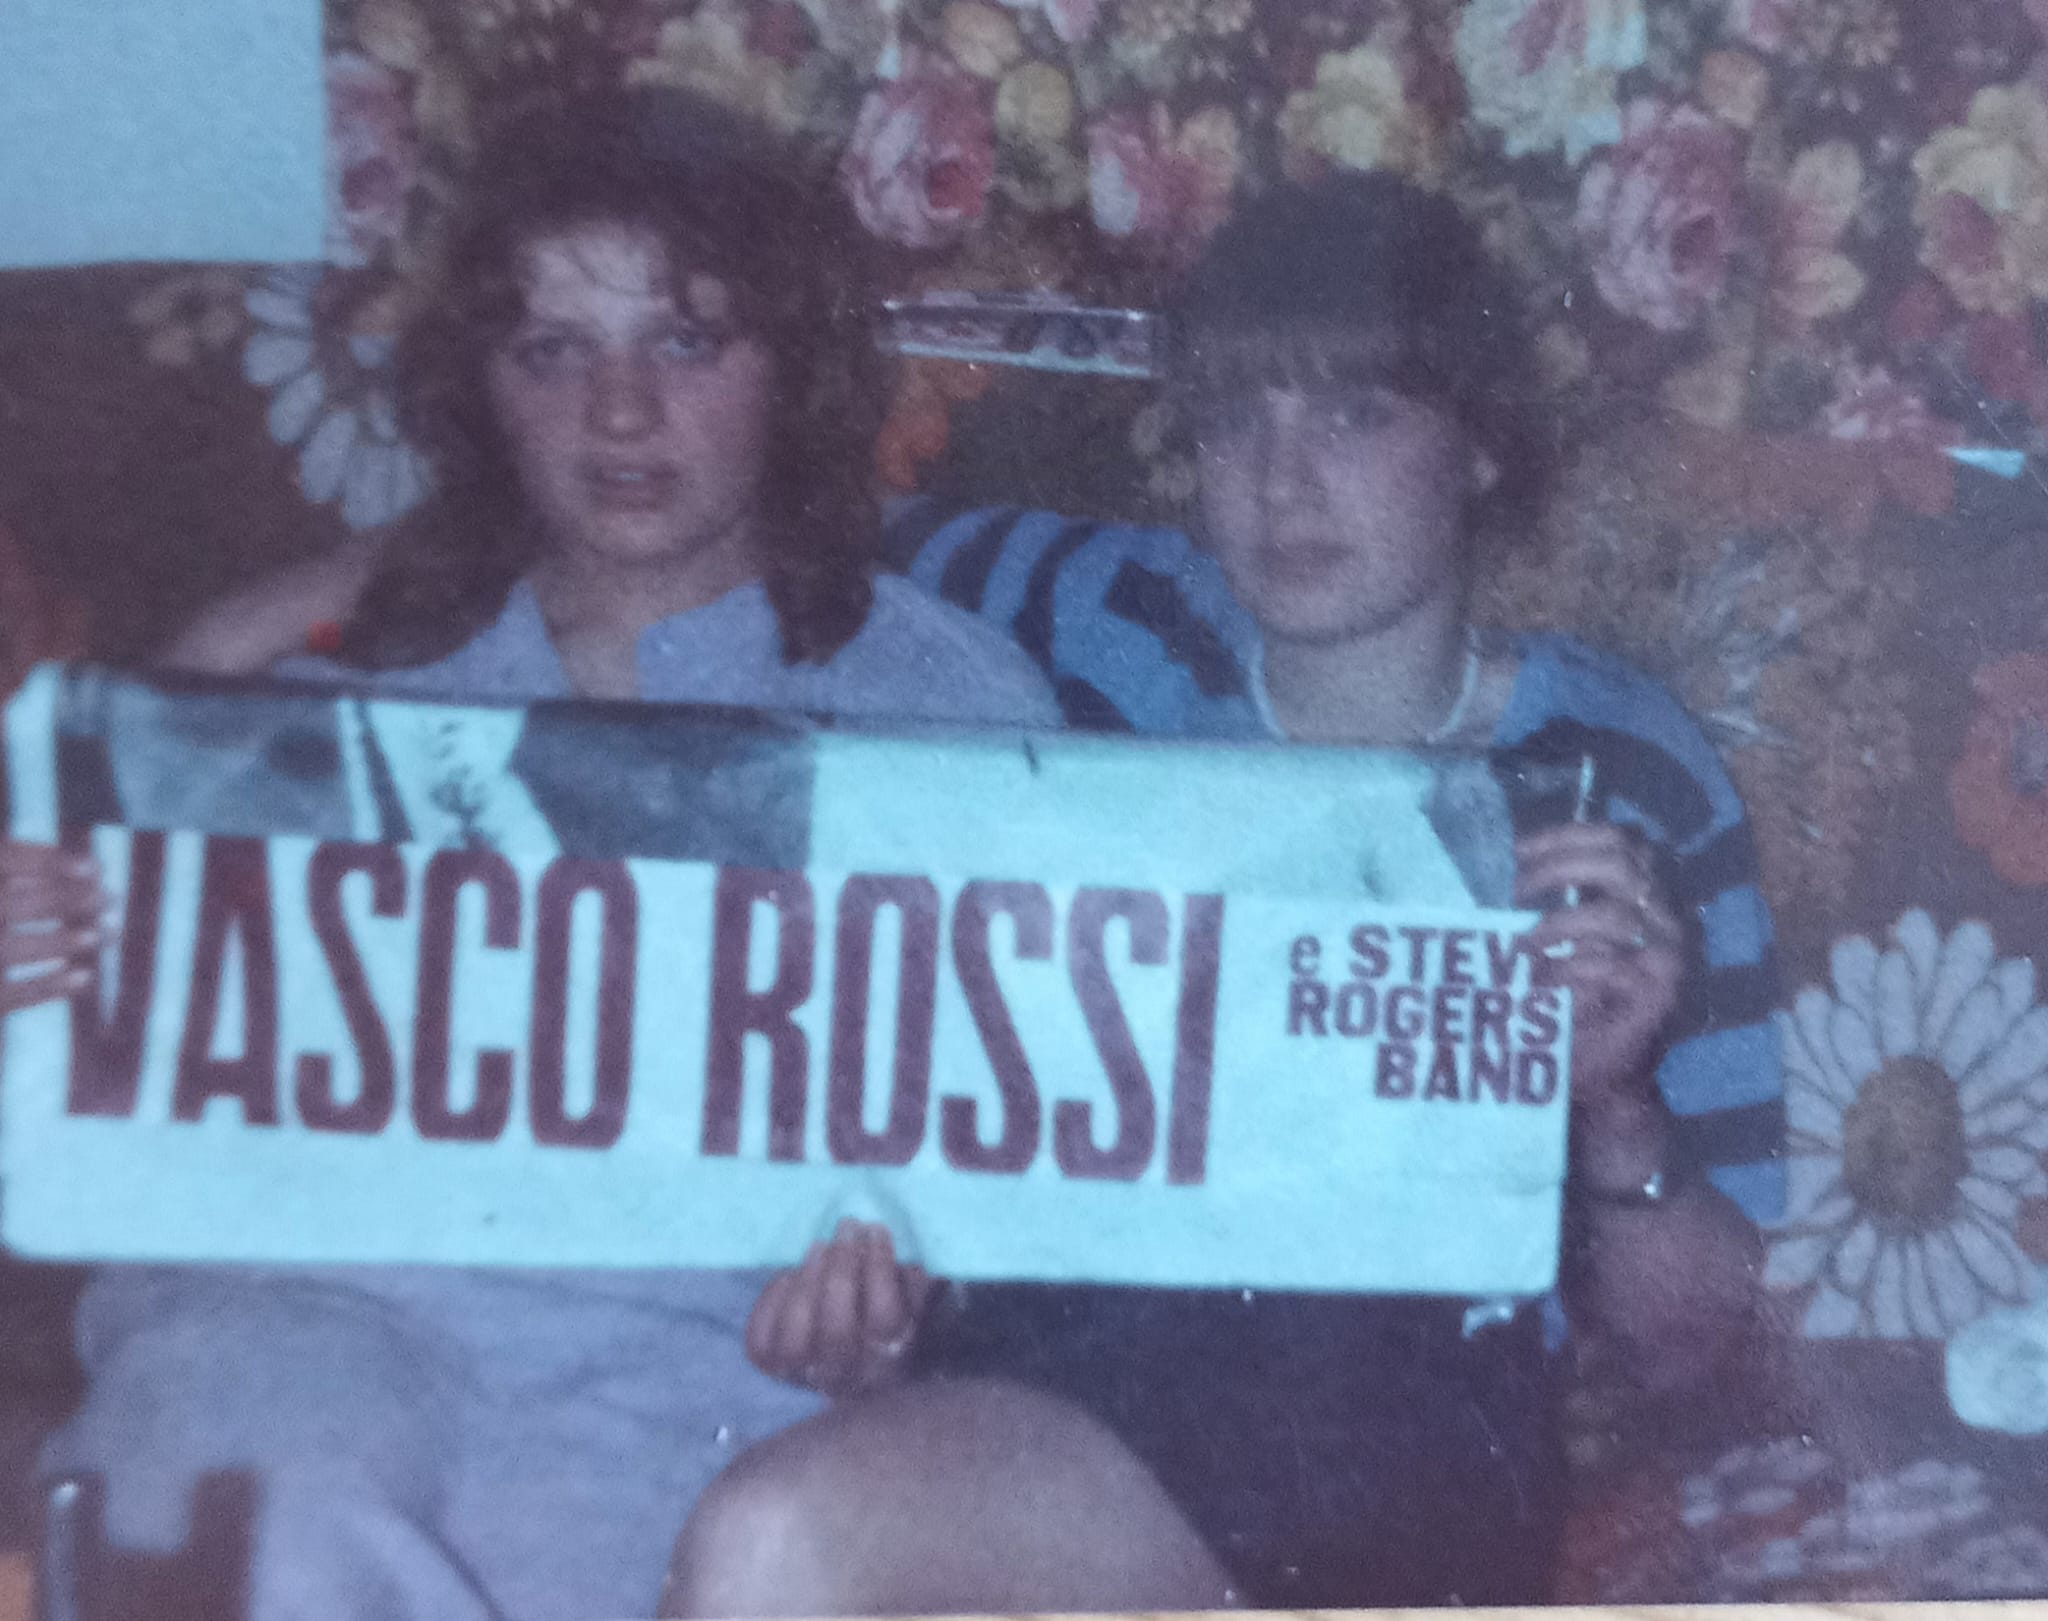 VASCO ROSSI
e STEVE
ROGERS
BAND